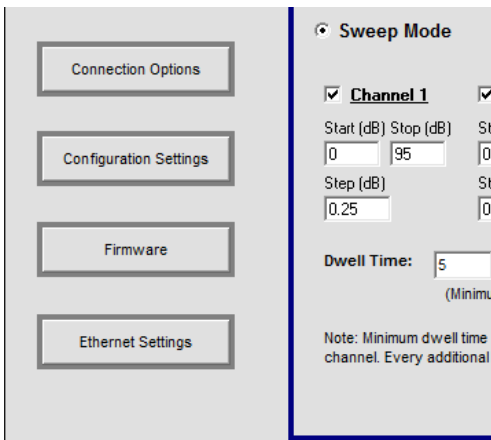 Connection Options
Configuration Settings
Firmware
Ethernet Settings
Sweep Mode
Channel 1
Start (dB) Stop (dB)
0 95
Step (dB)
0.25
Dwell Time: 5
Note: Minimum dwell time
channel. Every additional